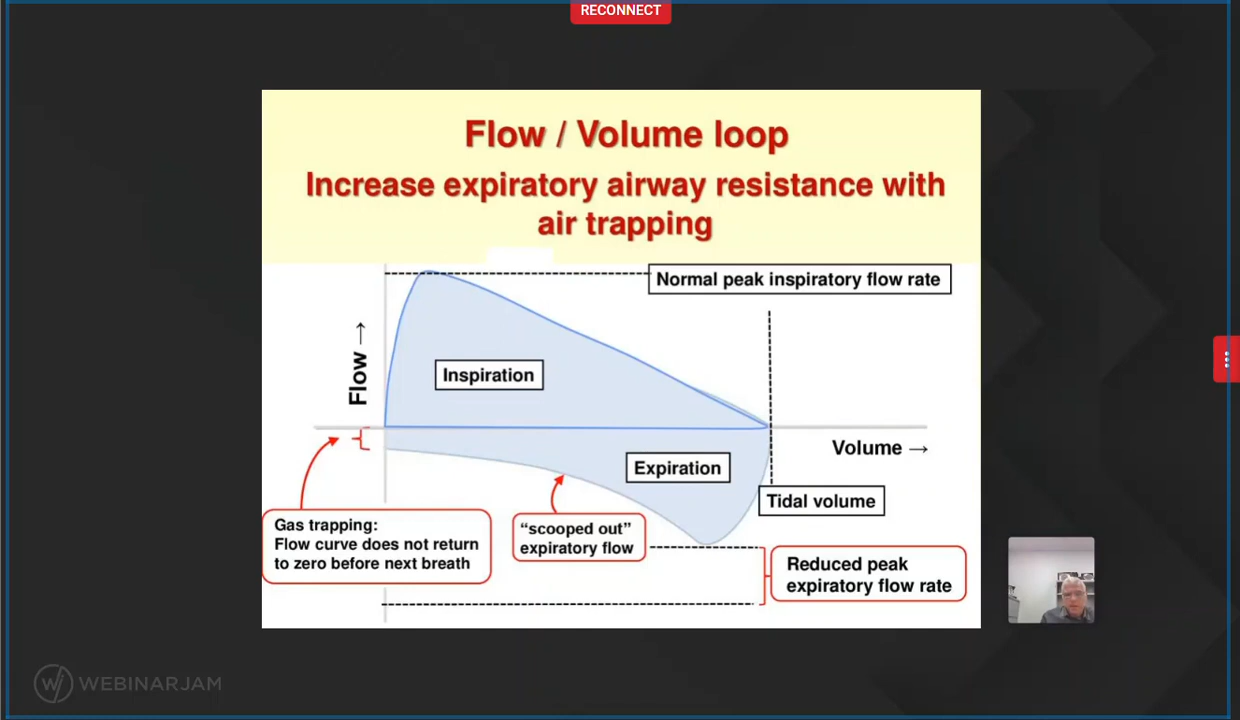 RECONNECT
Flow / Volume loop
Increase expiratory airway resistance with
air trapping
Normal peak inspiratory flow rate
Flow →
Inspiration
Volume →
Expiration
Tidal volume
Gas trapping:
Flow curve does not return
to zero before next breath
“scooped out”
expiratory flow
Reduced peak
expiratory flow rate
WEBINARJAM